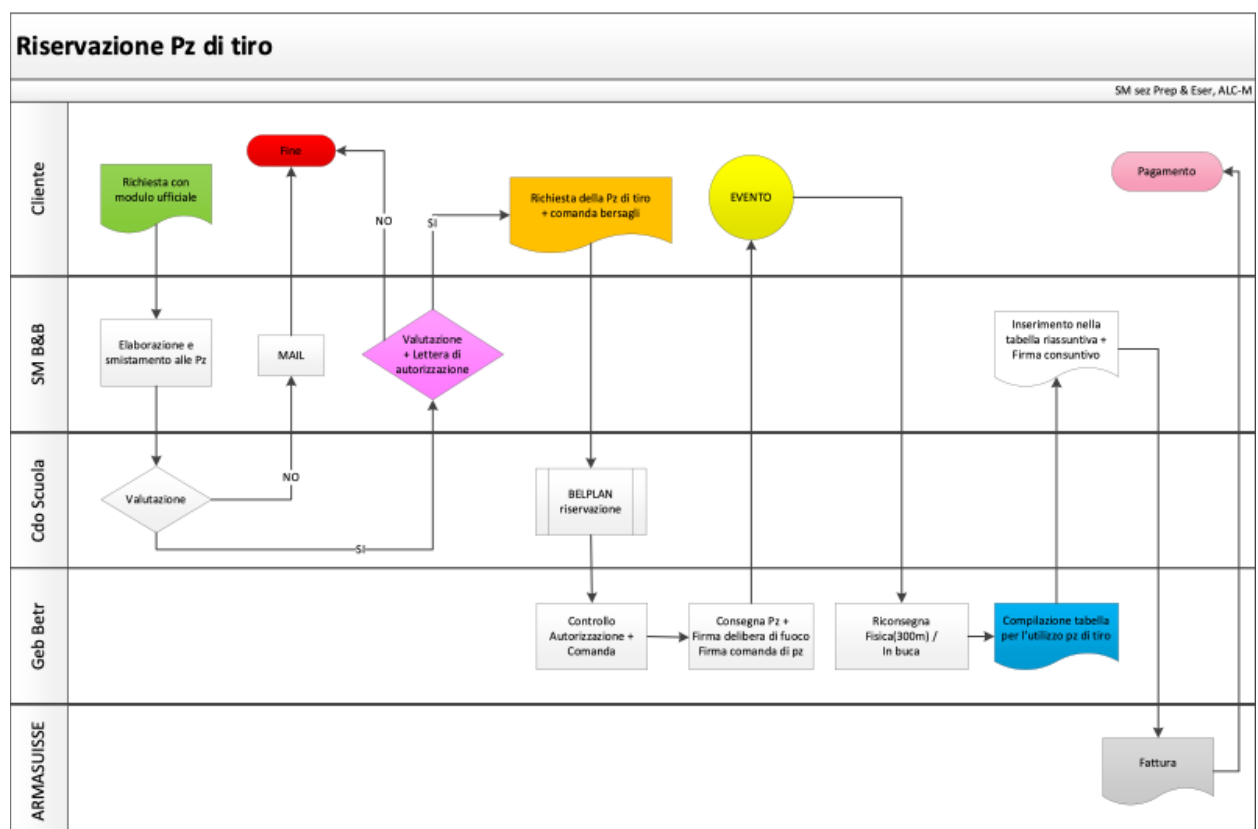 Riservazione Pz di tiro
SM sez Prep & Eser, ALC-M
Cliente
Richiesta con
modulo ufficiale
Fine
NO
SI
Richiesta della Pz di tiro
+ comanda bersagli
EVENTO
Pagamento
SM B&B
Elaborazione e
smistamento alle Pz
MAIL
Valutazione
+ Lettera di
autorizzazione
Inserimento nella
tabella riassuntiva +
Firma consuntivo
Cdo Scuola
Valutazione
NO
SI
BELPLAN
riservazione
Geb Betr
Controllo
Autorizzazione +
Comanda
Consegna Pz +
Firma delibera di fuoco
Firma comanda di pz
Riconsegna
Fisica(300m) /
In buca
Compilazione tabella
per l'utilizzo pz di tiro
ARMASUISSE
Fattura